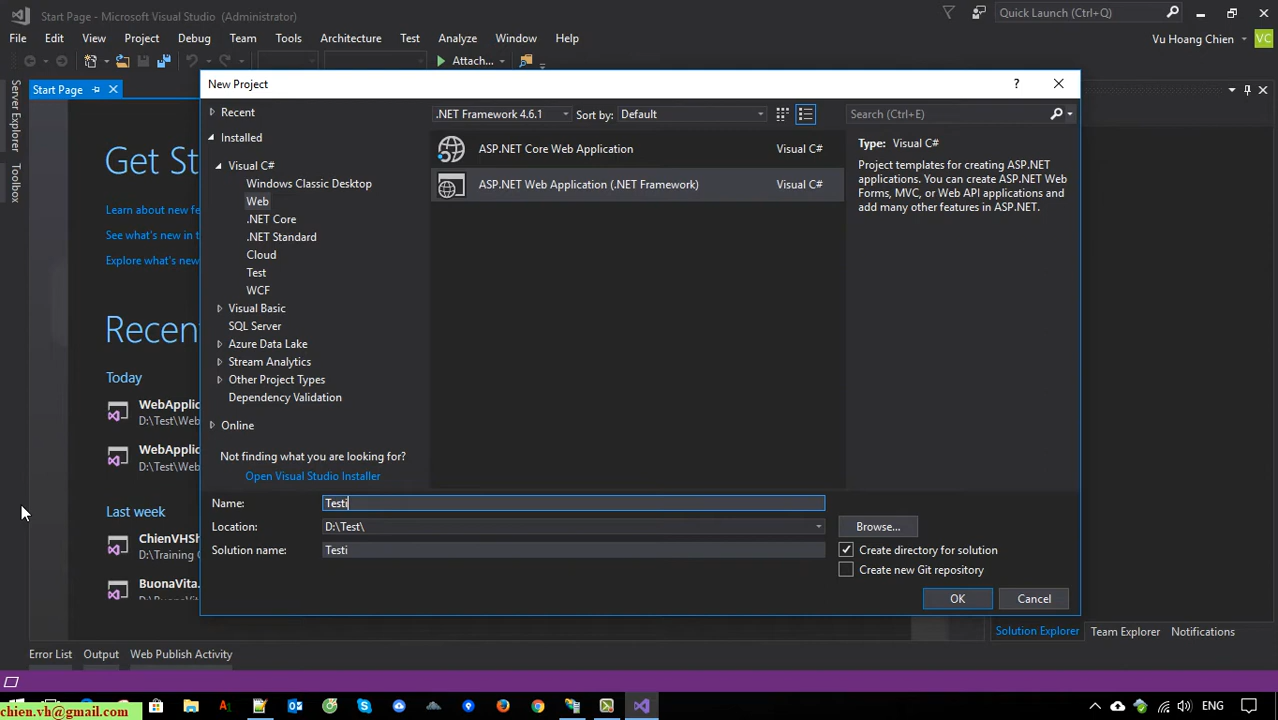 Start Page - Microsoft Visual Studio (Administrator)
Quick Launch (Ctrl+Q)
File Edit View Project Debug Team Tools Architecture Test Analyze Window Help
Vu Hoang Chien VC
Attach...
Server Explorer
Toolbox
Start Page
New Project
?
Recent
.NET Framework 4.6.1
Sort by: Default
Search (Ctrl+E)
Installed
Visual C#
Windows Classic Desktop
Web
.NET Core
.NET Standard
Cloud
Test
WCF
Visual Basic
SQL Server
Azure Data Lake
Stream Analytics
Other Project Types
Dependency Validation
Online
Not finding what you are looking for?
Open Visual Studio Installer
ASP.NET Core Web Application Visual C#
ASP.NET Web Application (.NET Framework) Visual C#
Type: Visual C#
Project templates for creating ASP.NET
applications. You can create ASP.NET Web
Forms, MVC, or Web API applications and
add many other features in ASP.NET.
Get St
Learn about new fe
See what's new in t
Explore what's new
Recen
Today
WebApplic
D:\Test\Web
WebApplic
D:\Test\Web
Last week
ChienVHSh
D:\Training
BuonaVita.
D:\BuonaVita
Name: Testi
Location: D:\Test\
Browse...
Solution name: Testi
Create directory for solution
Create new Git repository
OK Cancel
Solution Explorer Team Explorer Notifications
Error List Output Web Publish Activity
chien.vh@gmail.com
ENG